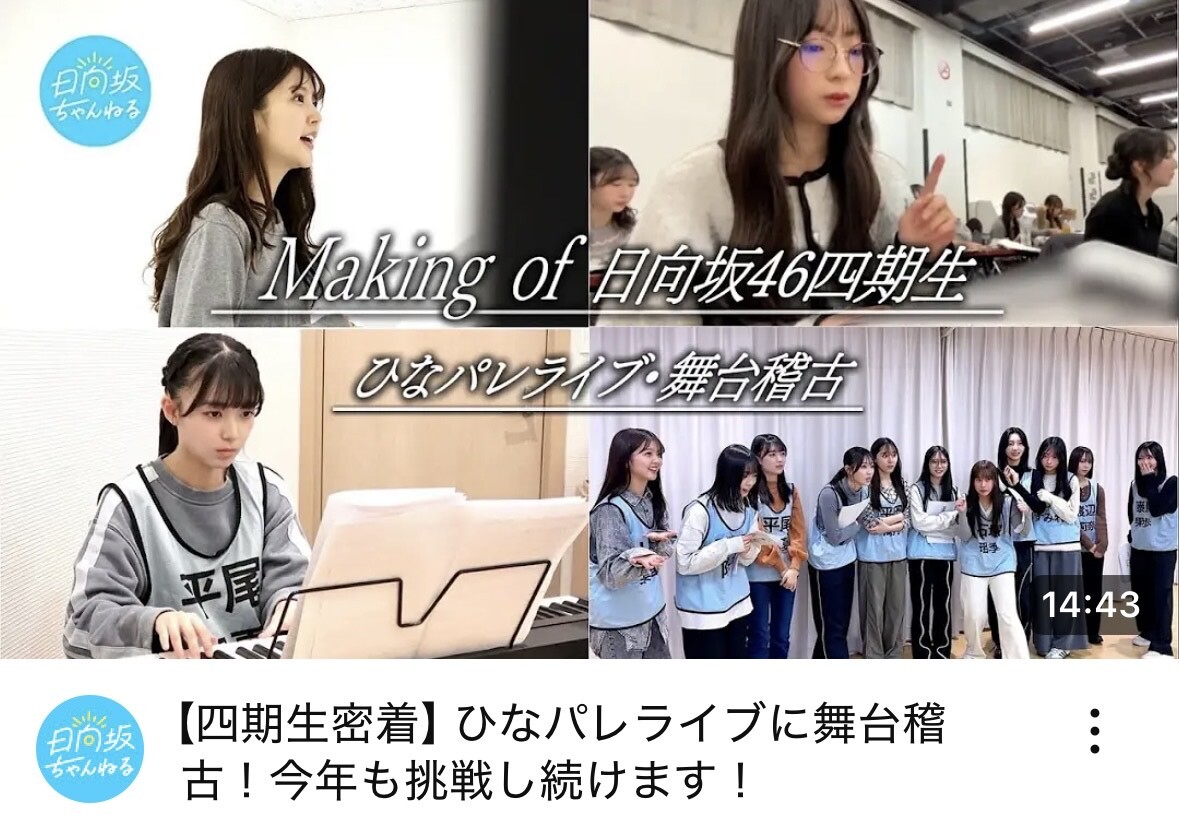 日向坂
ちゃんねる
Making of 日向坂46四期生
ひなパレライブ・舞台稽古
平尾
平尾
14:43
日向坂
ちゃんねる
【四期生密着】ひなパレライブに舞台稽
古！今年も挑戦し続けます！